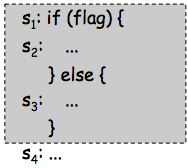 s₁: if (flag) {
s₂: ...
} else {
s₃: ...
}
s₄: ...